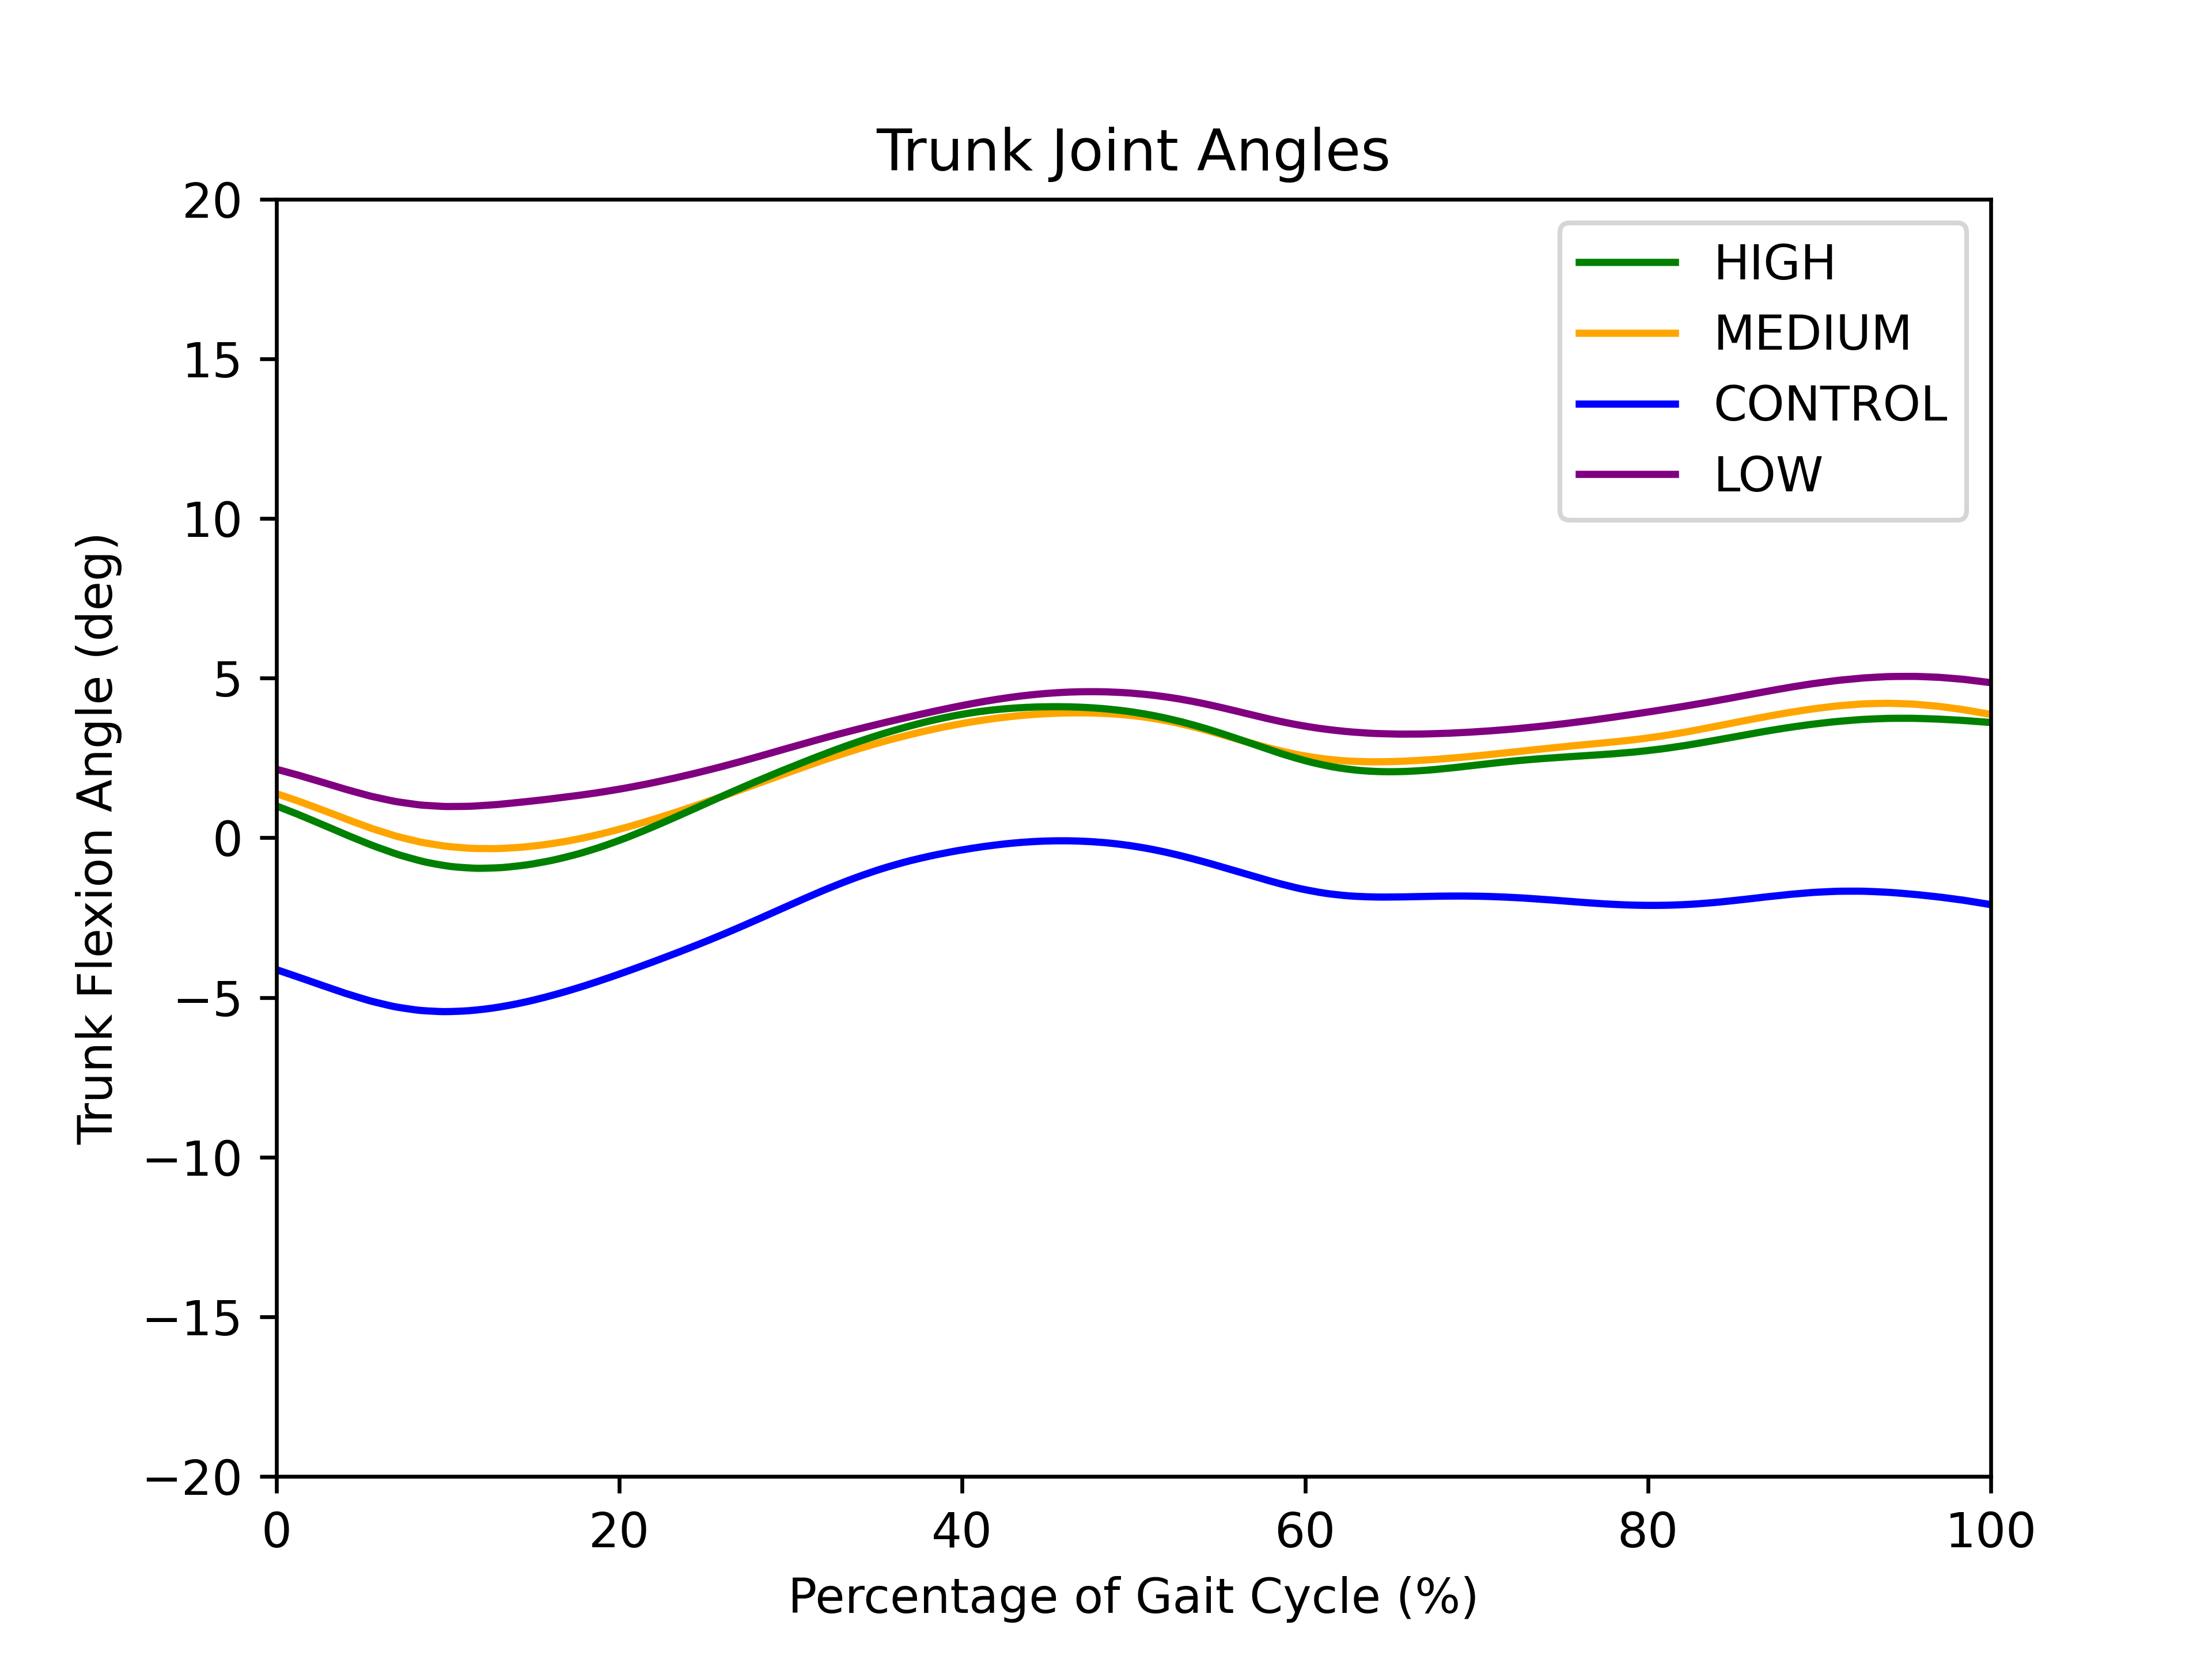 Trunk Joint Angles
20
15
10
5
0
−5
−10
−15
−20
Trunk Flexion Angle (deg)
HIGH
MEDIUM
CONTROL
LOW
0 20 40 60 80 100
Percentage of Gait Cycle (%)